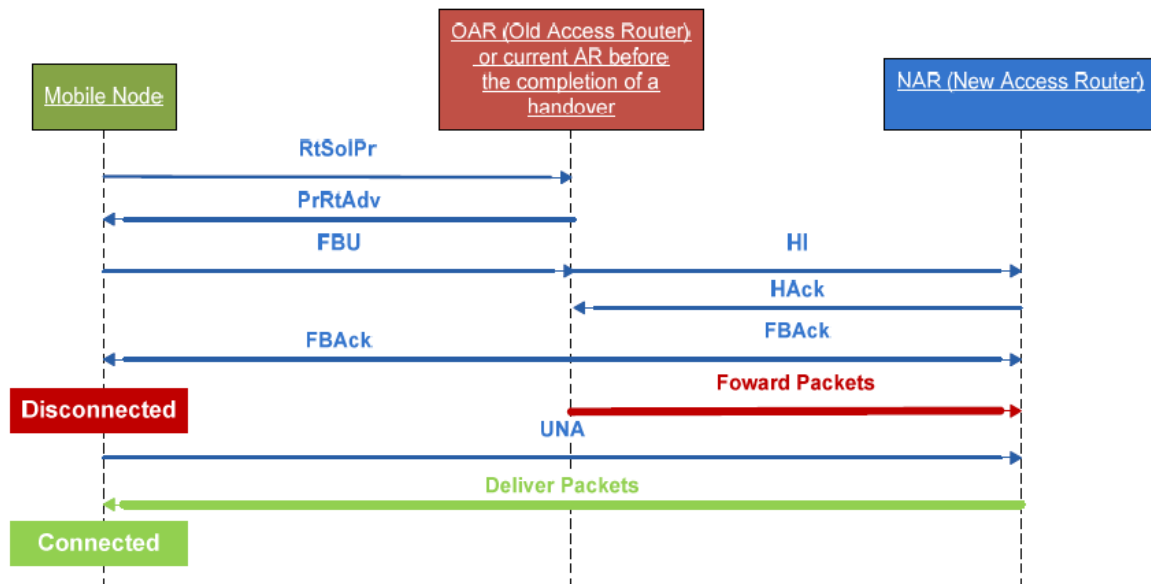 OAR (Old Access Router)
or current AR before
the completion of a
handover
Mobile Node
NAR (New Access Router)
RtSolPr
PrRtAdv
FBU
HI
HAck
FBAck
FBAck
Foward Packets
Disconnected
UNA
Deliver Packets
Connected